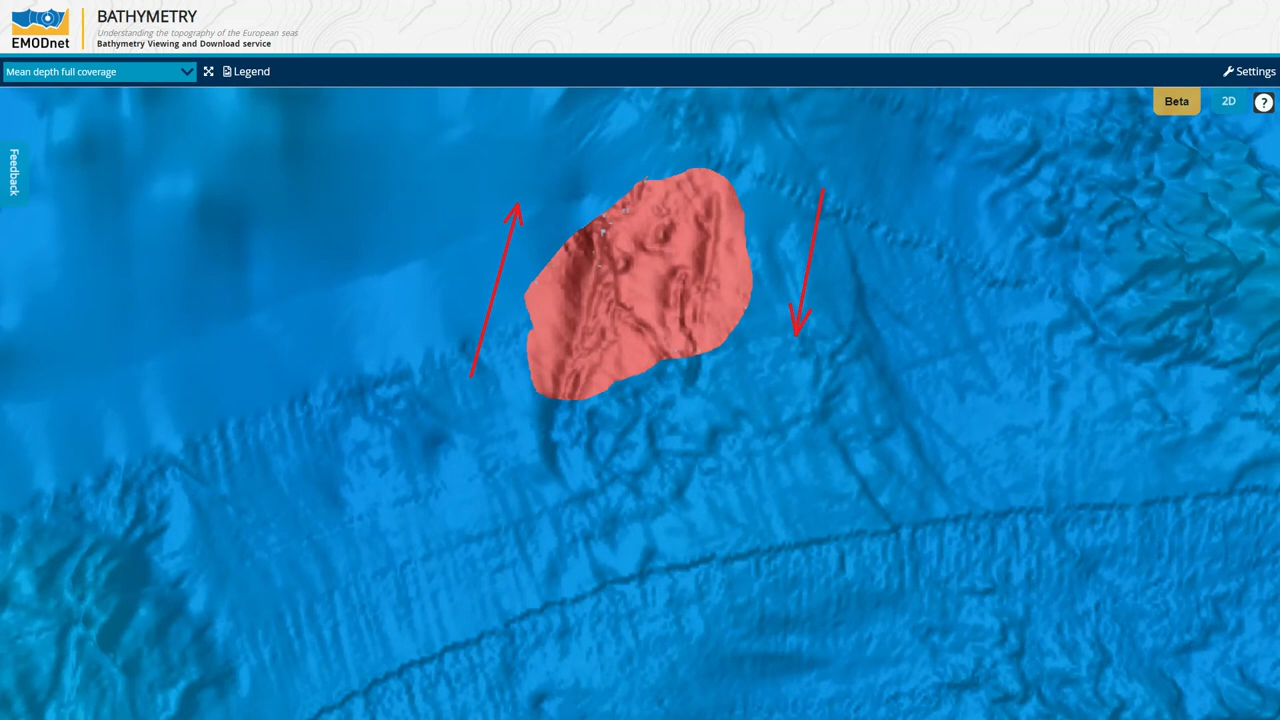 EMODnet
BATHYMETRY
Understanding the topography of the European seas
Bathymetry Viewing and Download service
Mean depth full coverage
Legend
Settings
Beta
2D
?
Feedback